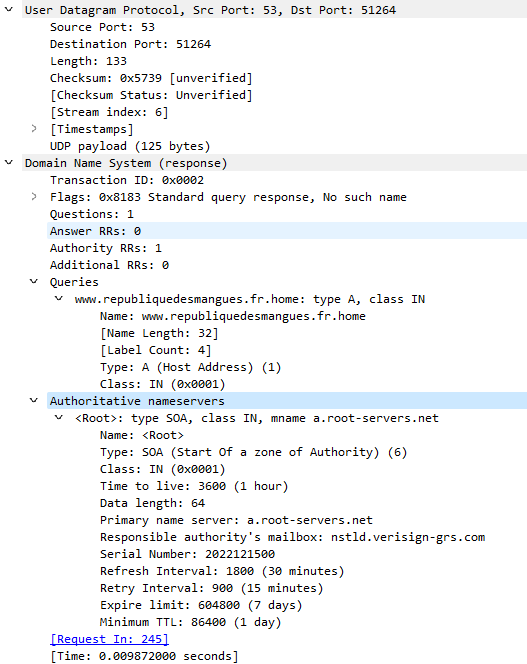 User Datagram Protocol, Src Port: 53, Dst Port: 51264
Source Port: 53
Destination Port: 51264
Length: 133
Checksum: 0x5739 [unverified]
[Checksum Status: Unverified]
[Stream index: 6]
[Timestamps]
UDP payload (125 bytes)
Domain Name System (response)
Transaction ID: 0x0002
Flags: 0x8183 Standard query response, No such name
Questions: 1
Answer RRs: 0
Authority RRs: 1
Additional RRs: 0
Queries
www.republiquedesmangues.fr.home: type A, class IN
Name: www.republiquedesmangues.fr.home
[Name Length: 32]
[Label Count: 4]
Type: A (Host Address) (1)
Class: IN (0x0001)
Authoritative nameservers
<Root>: type SOA, class IN, mname a.root-servers.net
Name: <Root>
Type: SOA (Start Of a zone of Authority) (6)
Class: IN (0x0001)
Time to live: 3600 (1 hour)
Data length: 64
Primary name server: a.root-servers.net
Responsible authority's mailbox: nstld.verisign-grs.com
Serial Number: 2022121500
Refresh Interval: 1800 (30 minutes)
Retry Interval: 900 (15 minutes)
Expire limit: 604800 (7 days)
Minimum TTL: 86400 (1 day)
[Request In: 245]
[Time: 0.009872000 seconds]